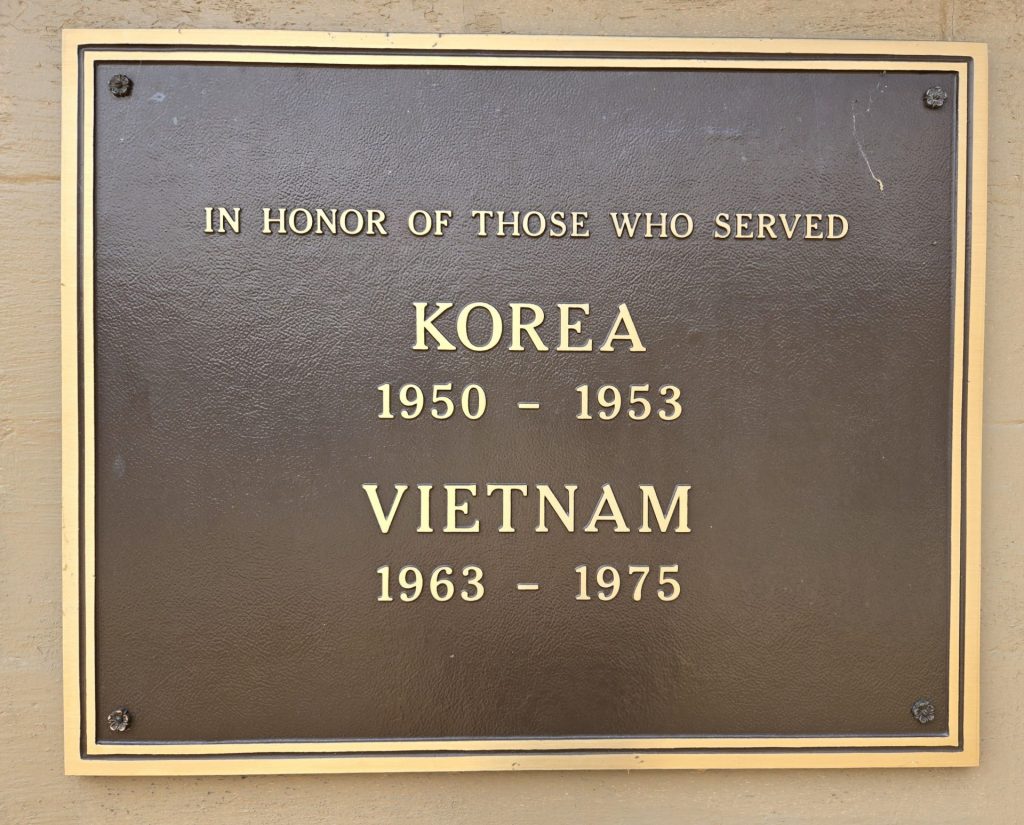 IN HONOR OF THOSE WHO SERVED
KOREA
1950 – 1953
VIETNAM
1963 – 1975